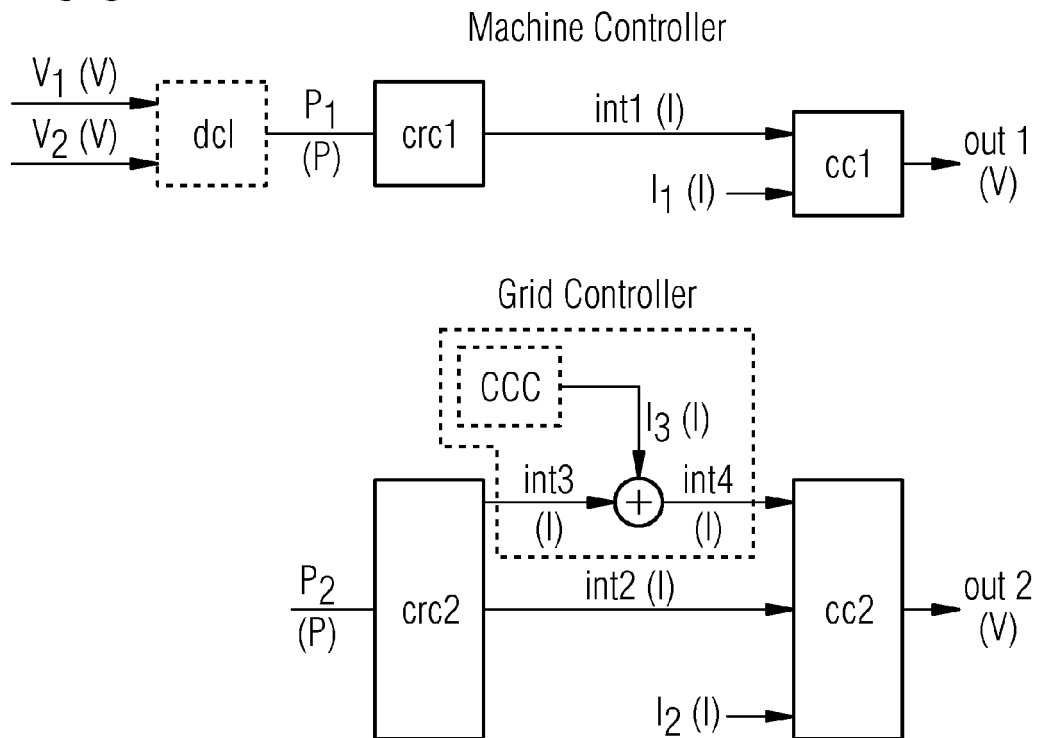 Machine Controller
V1 (V)
V2 (V)
dcl
P1
(P)
crc1
int1 (I)
I1 (I)
cc1
out 1
(V)
Grid Controller
CCC
I3 (I)
int3
(I)
+
int4
(I)
P2
(P)
crc2
int2 (I)
I2 (I)
cc2
out 2
(V)